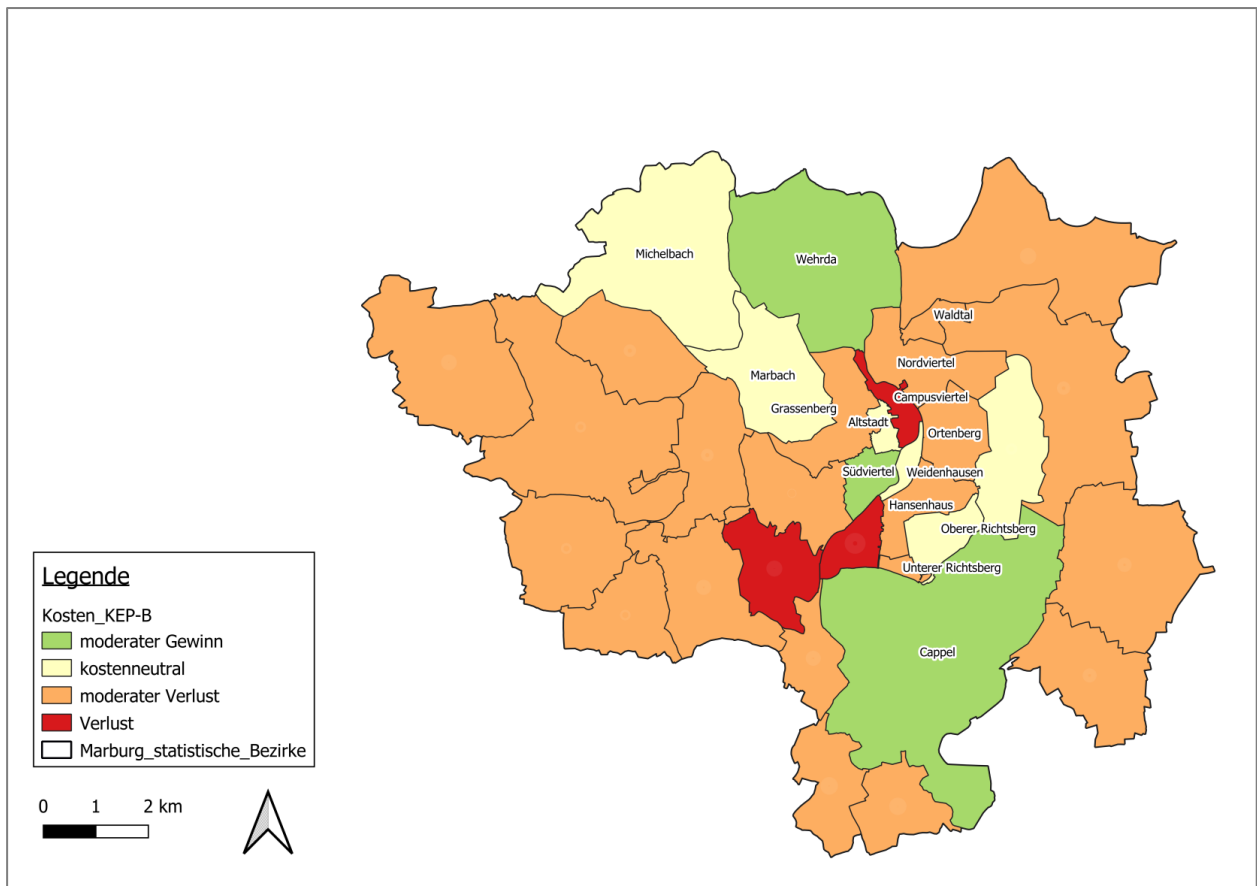 Michelbach
Wehrda
Waldtal
Nordviertel
Marbach
Campusviertel
Grassenberg
Altstadt
Ortenberg
Südviertel
Weidenhausen
Hansenhaus
Oberer Richtsberg
Unterer Richtsberg
Cappel
Legende
Kosten_KEP-B
moderater Gewinn
kostenneutral
moderater Verlust
Verlust
Marburg_statistische_Bezirke
0 1 2 km